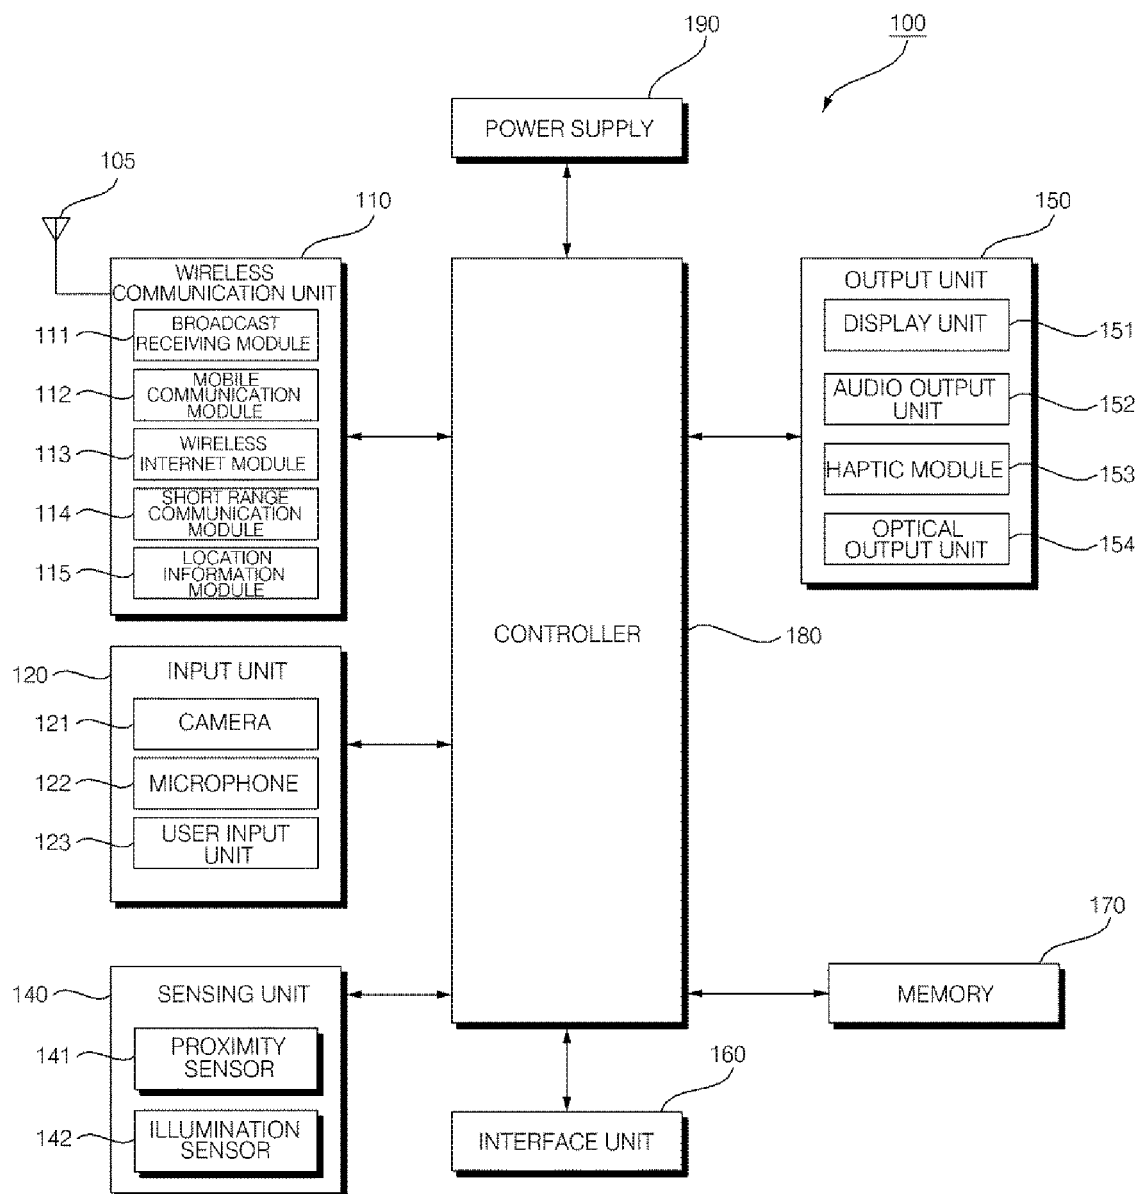 190
100
POWER SUPPLY
105
110
150
WIRELESS
COMMUNICATION UNIT
111
BROADCAST
RECEIVING MODULE
112
MOBILE
COMMUNICATION
MODULE
113
WIRELESS
INTERNET MODULE
114
SHORT RANGE
COMMUNICATION
MODULE
115
LOCATION
INFORMATION
MODULE
OUTPUT UNIT
DISPLAY UNIT
151
AUDIO OUTPUT
UNIT
152
HAPTIC MODULE
153
OPTICAL
OUTPUT UNIT
154
CONTROLLER
180
120
INPUT UNIT
121
CAMERA
122
MICROPHONE
123
USER INPUT
UNIT
170
MEMORY
140
SENSING UNIT
141
PROXIMITY
SENSOR
142
ILLUMINATION
SENSOR
160
INTERFACE UNIT